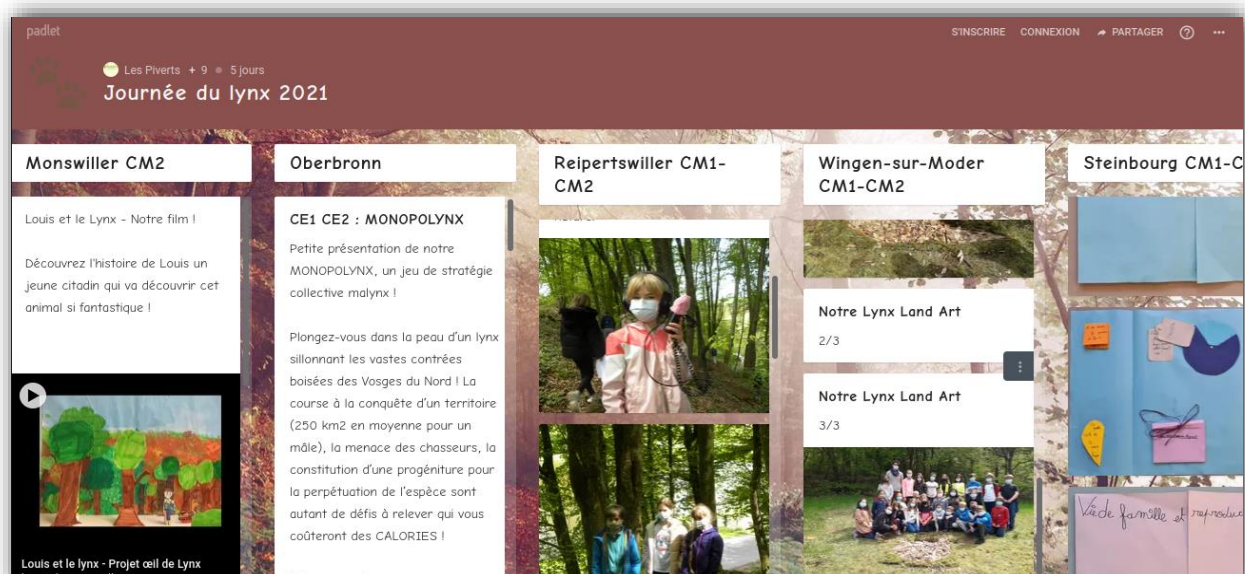 padlet
S'INSCRIRE CONNEXION PARTAGER ? ...
Les Piverts + 9 5 jours
Journée du lynx 2021
Monswiller CM2
Louis et le Lynx - Notre film !
Découvrez l'histoire de Louis un
jeune citadin qui va découvrir cet
animal si fantastique !
Louis et le lynx - Projet œil de Lynx
Oberbronn
CE1 CE2 : MONOPOLYNX
Petite présentation de notre
MONOPOLYNX, un jeu de stratégie
collective malynx !
Plongez-vous dans la peau d'un lynx
sillonnant les vastes contrées
boisées des Vosges du Nord ! La
course à la conquête d'un territoire
(250 km2 en moyenne pour un
mâle), la menace des chasseurs, la
constitution d'une progéniture pour
la perpétuation de l'espèce sont
autant de défis à relever qui vous
coûteront des CALORIES !
Reipertswiller CM1-
CM2
Wingen-sur-Moder
CM1-CM2
Notre Lynx Land Art
2/3
Notre Lynx Land Art
3/3
Steinbourg CM1-C
Vie de famille et reproduc